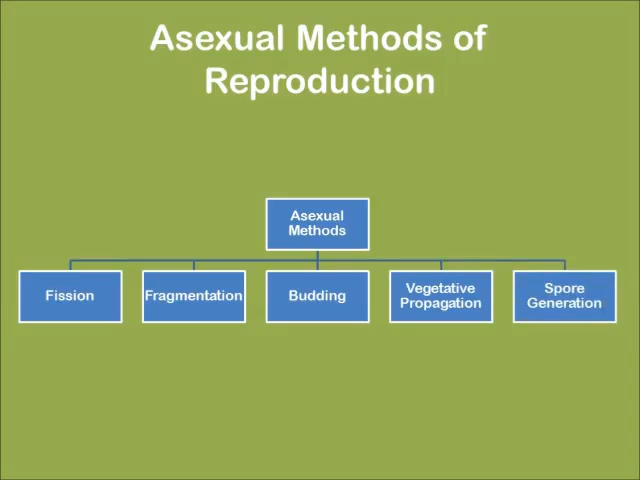 Asexual Methods of
Reproduction
Asexual
Methods
Fission
Fragmentation
Budding
Vegetative
Propagation
Spore
Generation